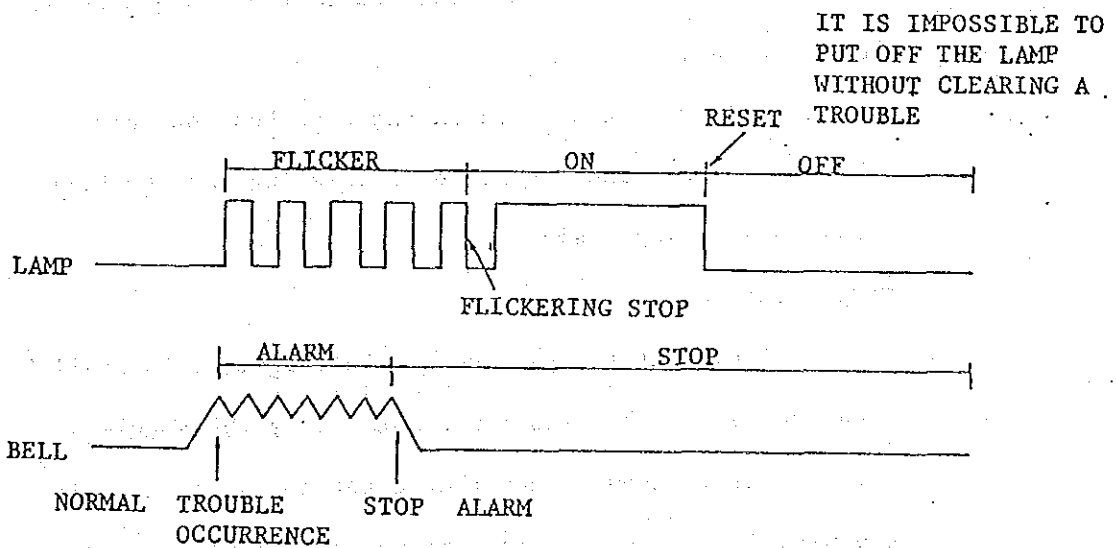 IT IS IMPOSSIBLE TO
PUT OFF THE LAMP
WITHOUT CLEARING A
TROUBLE
RESET
FLICKER
ON
OFF
LAMP
FLICKERING STOP
ALARM
STOP
BELL
NORMAL TROUBLE STOP ALARM
OCCURRENCE